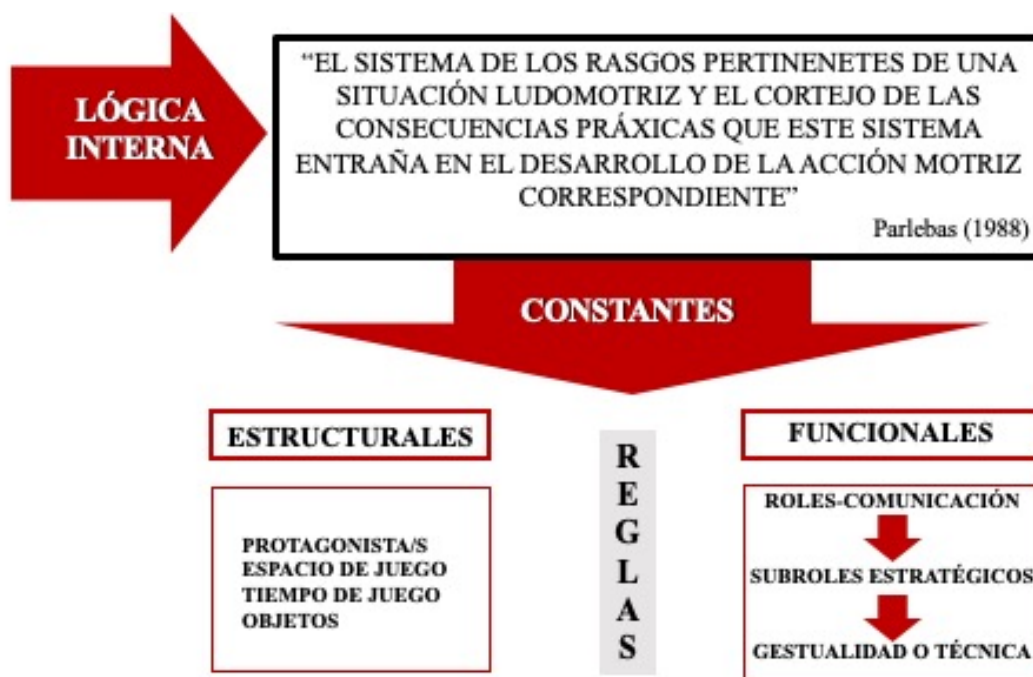 LÓGICA
INTERNA
“EL SISTEMA DE LOS RASGOS PERTINENETES DE UNA
SITUACIÓN LUDOMOTRIZ Y EL CORTEJO DE LAS
CONSECUENCIAS PRÁXICAS QUE ESTE SISTEMA
ENTRAÑA EN EL DESARROLLO DE LA ACCIÓN MOTRIZ
CORRESPONDIENTE”
Parlebas (1988)
CONSTANTES
ESTRUCTURALES
PROTAGONISTA/S
ESPACIO DE JUEGO
TIEMPO DE JUEGO
OBJETOS
R
E
G
L
A
S
FUNCIONALES
ROLES-COMUNICACIÓN
SUBROLES ESTRATÉGICOS
GESTUALIDAD O TÉCNICA